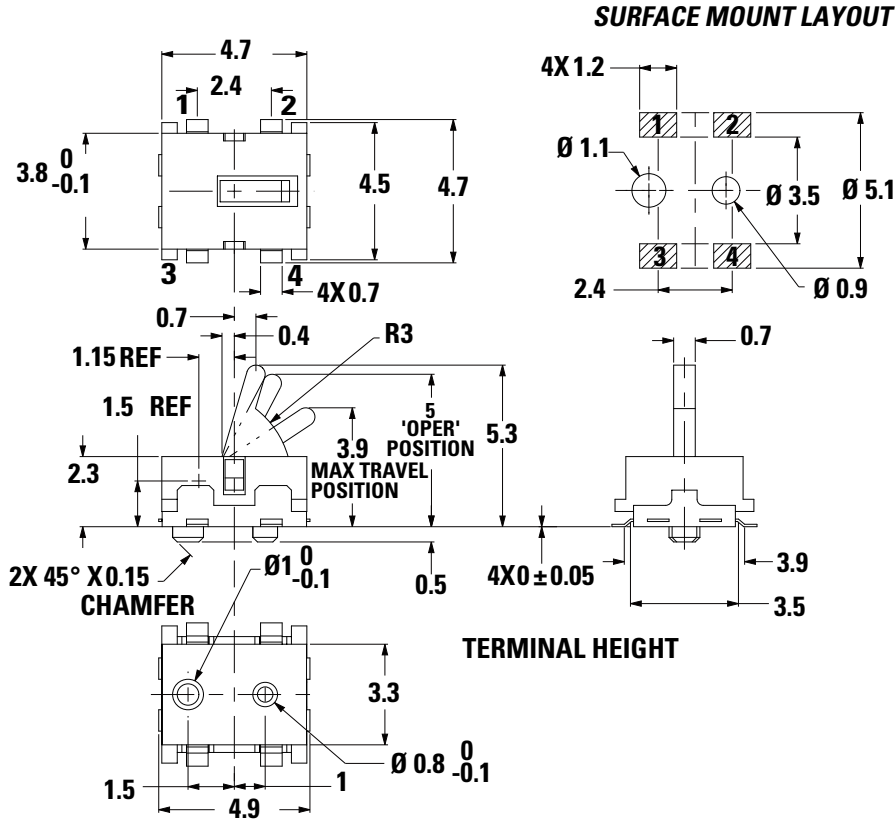 SURFACE MOUNT LAYOUT
4.7
2.4
1
2
3.8 0 -0.1
4.5
4.7
3
4
4X 0.7
4X 1.2
1
2
Ø 1.1
Ø 3.5
Ø 5.1
3
4
2.4
Ø 0.9
0.7
0.4
R3
1.15 REF
1.5 REF
2.3
3.9
MAX TRAVEL
POSITION
5
'OPER'
POSITION
5.3
0.5
2X 45° X 0.15
CHAMFER
0.7
4X 0 ± 0.05
3.9
3.5
TERMINAL HEIGHT
Ø1 0 -0.1
3.3
Ø 0.8 0 -0.1
1.5
1
4.9